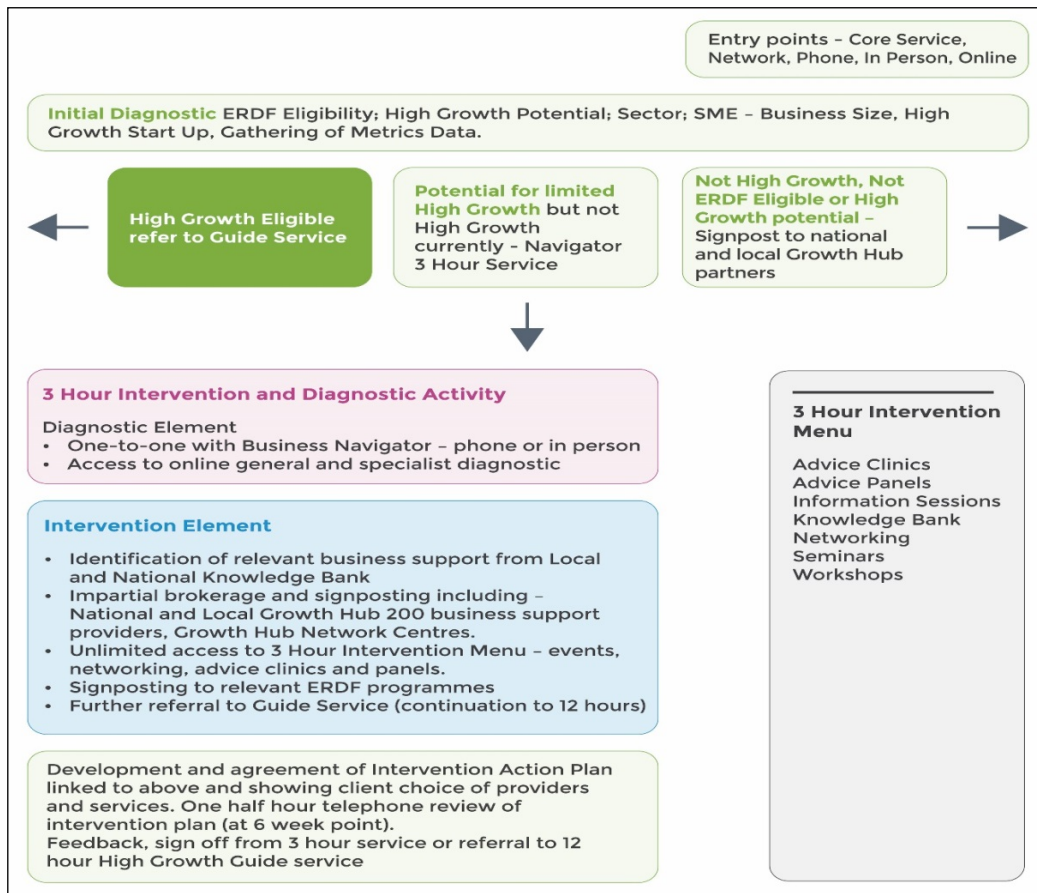 Entry points – Core Service,
Network, Phone, In Person, Online
Initial Diagnostic ERDF Eligibility; High Growth Potential; Sector; SME – Business Size, High
Growth Start Up, Gathering of Metrics Data.
High Growth Eligible
refer to Guide Service
Potential for limited
High Growth but not
High Growth
currently - Navigator
3 Hour Service
Not High Growth, Not
ERDF Eligible or High
Growth potential –
Signpost to national
and local Growth Hub
partners
3 Hour Intervention and Diagnostic Activity
Diagnostic Element
• One-to-one with Business Navigator – phone or in person
• Access to online general and specialist diagnostic
Intervention Element
• Identification of relevant business support from Local
and National Knowledge Bank
• Impartial brokerage and signposting including –
National and Local Growth Hub 200 business support
providers, Growth Hub Network Centres.
• Unlimited access to 3 Hour Intervention Menu – events,
networking, advice clinics and panels.
• Signposting to relevant ERDF programmes
• Further referral to Guide Service (continuation to 12 hours)
Development and agreement of Intervention Action Plan
linked to above and showing client choice of providers
and services. One half hour telephone review of
intervention plan (at 6 week point).
Feedback, sign off from 3 hour service or referral to 12
hour High Growth Guide service
3 Hour Intervention
Menu
Advice Clinics
Advice Panels
Information Sessions
Knowledge Bank
Networking
Seminars
Workshops